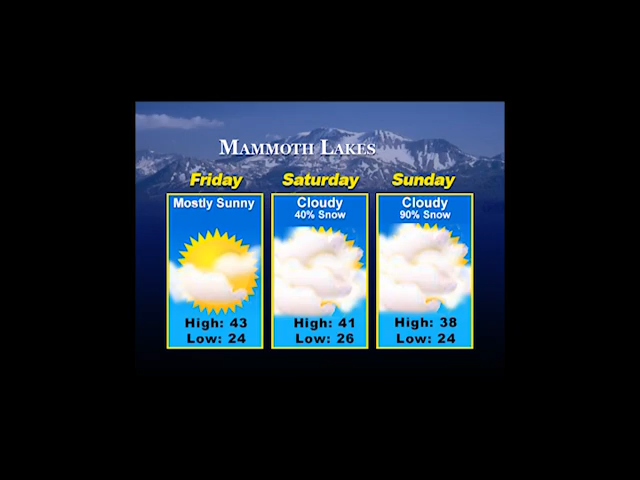 MAMMOTH LAKES
Friday
Saturday
Sunday
Mostly Sunny
Cloudy
40% Snow
Cloudy
90% Snow
High: 43
Low: 24
High: 41
Low: 26
High: 38
Low: 24